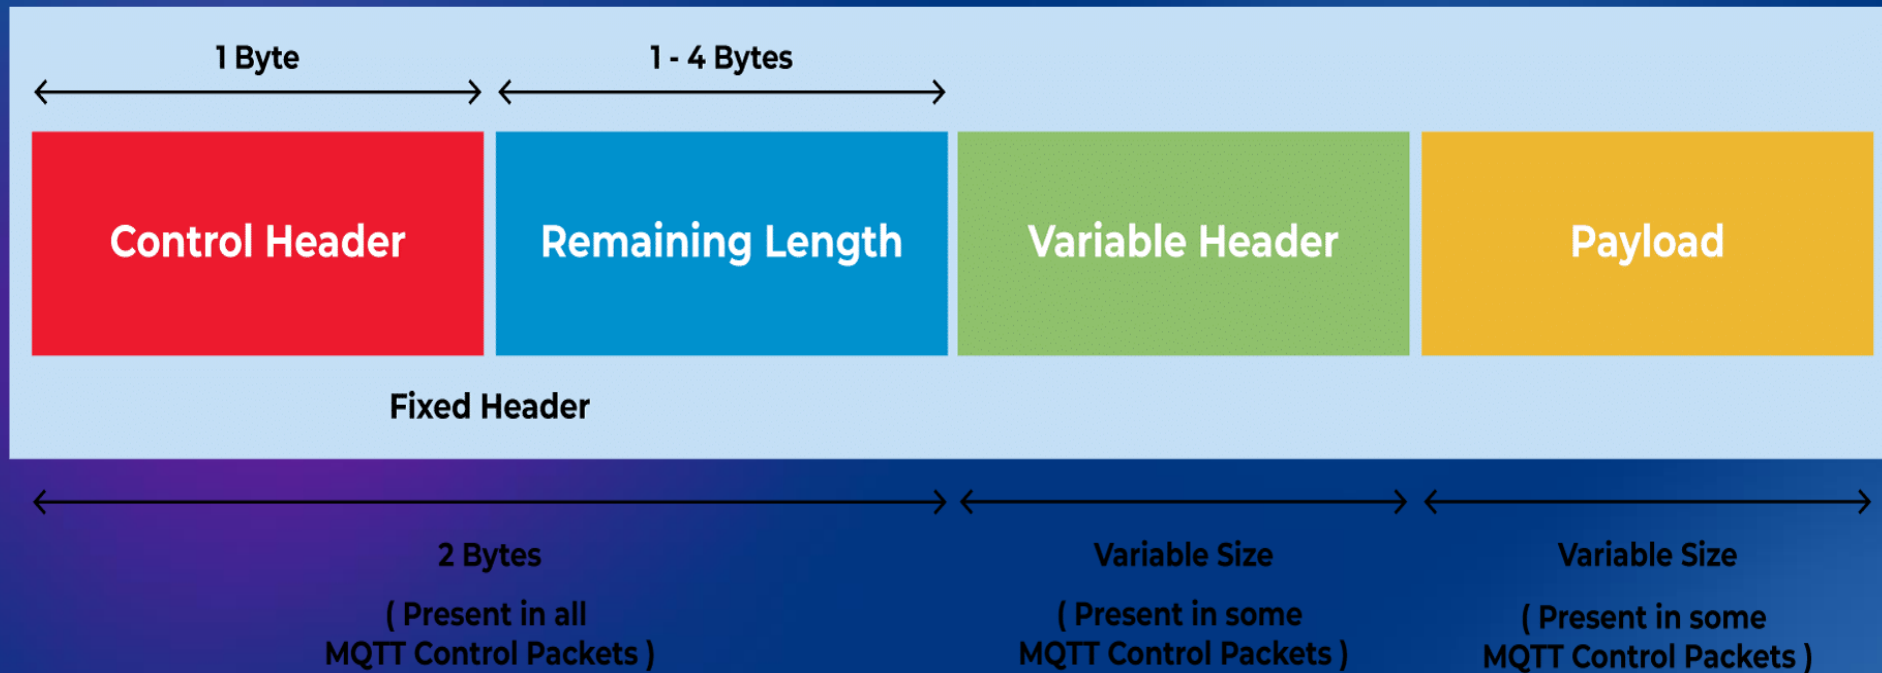 1 Byte
1 - 4 Bytes
Control Header
Remaining Length
Variable Header
Payload
Fixed Header
2 Bytes
( Present in all
MQTT Control Packets )
Variable Size
( Present in some
MQTT Control Packets )
Variable Size
( Present in some
MQTT Control Packets )